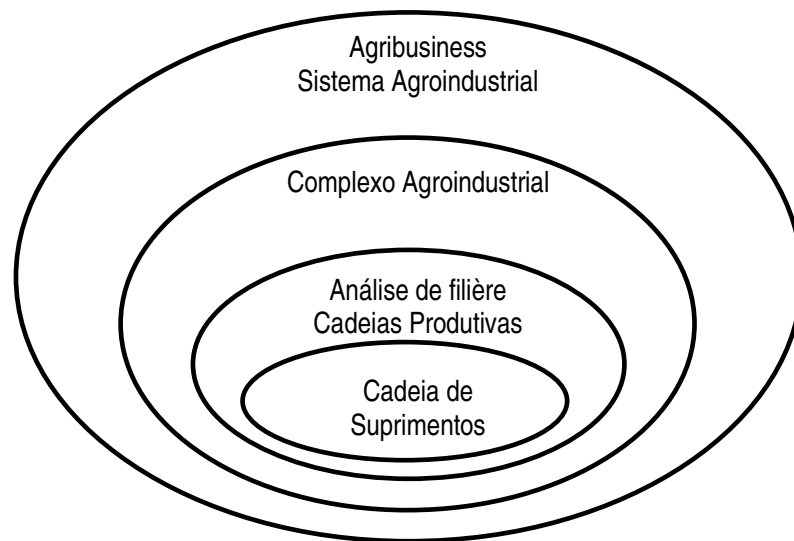 Agribusiness
Sistema Agroindustrial
Complexo Agroindustrial
Análise de filière
Cadeias Produtivas
Cadeia de
Suprimentos